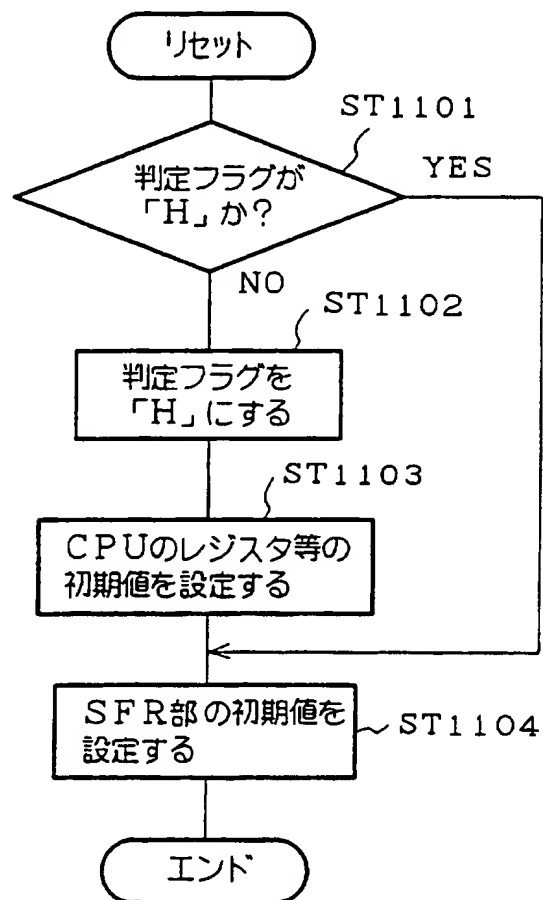 リセット
ST1101
判定フラグが
「H」か?
YES
NO
ST1102
判定フラグを
「H」にする
ST1103
CPUのレジスタ等の
初期値を設定する
SFR部の初期値を
設定する
ST1104
エンド